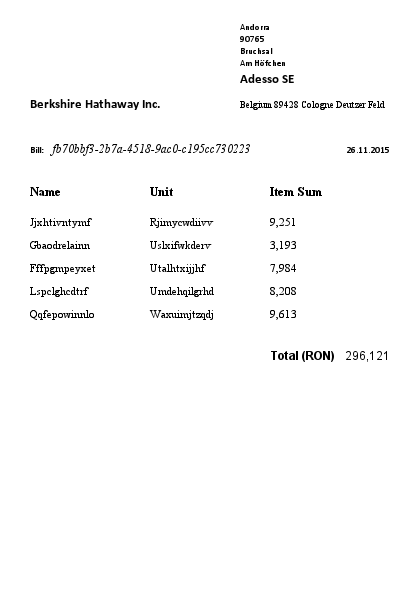 Andorra
90765
Bruchsal
Am Höfchen
Adesso SE
Berkshire Hathaway Inc.
Belgium 89428 Cologne Deutzer Feld
Bill: fb70bbf3-2b7a-4518-9ac0-c195cc730223 26.11.2015
Name Unit Item Sum
Jjxhtivntymf Rjimycwdiivv 9,251
Gbaodrelainn Uslxifwkderv 3,193
Fffpgmpeyxet Utalhtxijjhf 7,984
Lspclghcdtrf Umdehqilgrhd 8,208
Qqfepowinnlo Waxuimjtzqdj 9,613
Total (RON) 296,121